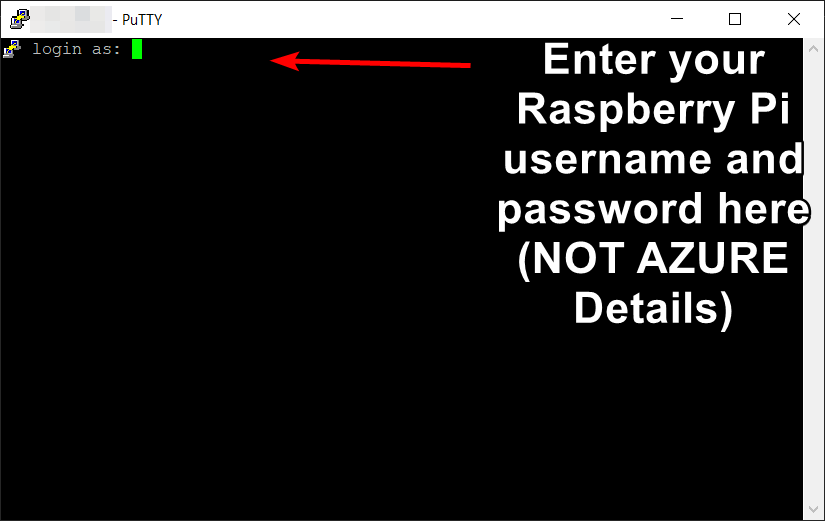 - PuTTY
login as:
Enter your
Raspberry Pi
username and
password here
(NOT AZURE
Details)